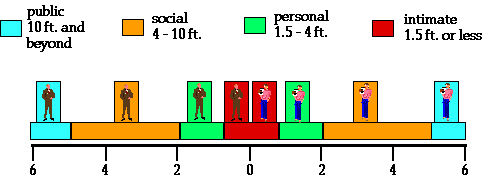 public
10 ft. and
beyond
social
4 - 10 ft.
personal
1.5 - 4 ft.
intimate
1.5 ft. or less
6 4 2 0 2 4 6